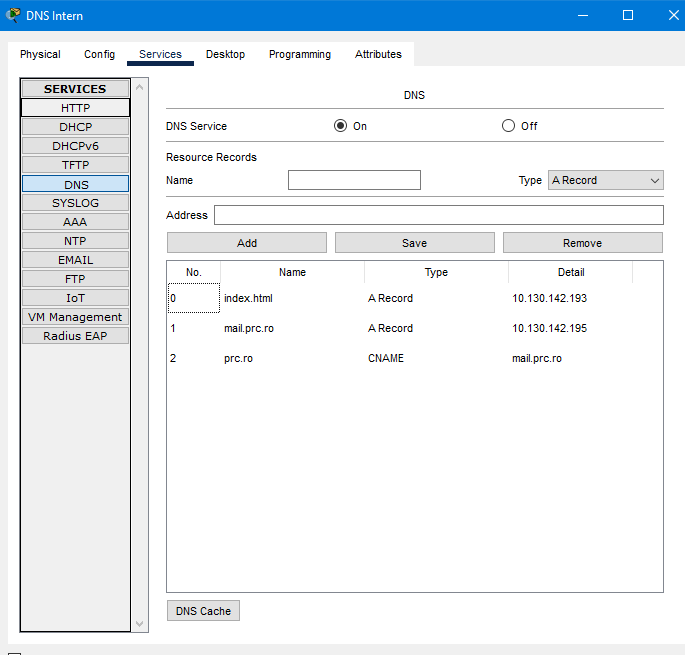 DNS Intern
Physical Config Services Desktop Programming Attributes
SERVICES
HTTP
DHCP
DHCPv6
TFTP
DNS
SYSLOG
AAA
NTP
EMAIL
FTP
IoT
VM Management
Radius EAP
DNS
DNS Service On Off
Resource Records
Name Type A Record
Address
Add Save Remove
No. Name Type Detail
0 index.html A Record 10.130.142.193
1 mail.prc.ro A Record 10.130.142.195
2 prc.ro CNAME mail.prc.ro
DNS Cache